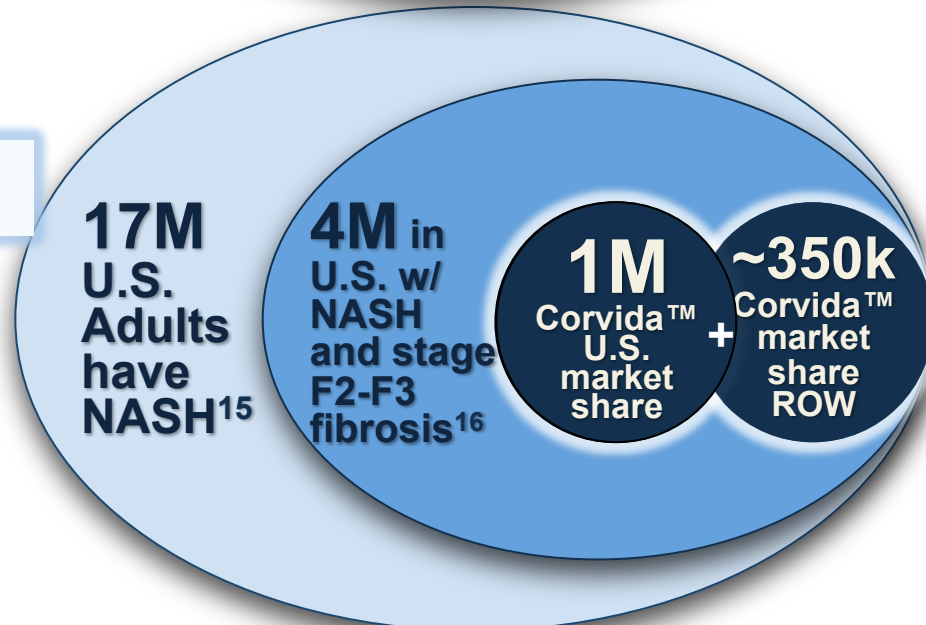 17M
U.S.
Adults
have
NASH15
4M in
U.S. w/
NASH
and stage
F2-F3
fibrosis16
1M
Corvida™
U.S.
market
share
+
~350k
Corvida™
market
share
ROW